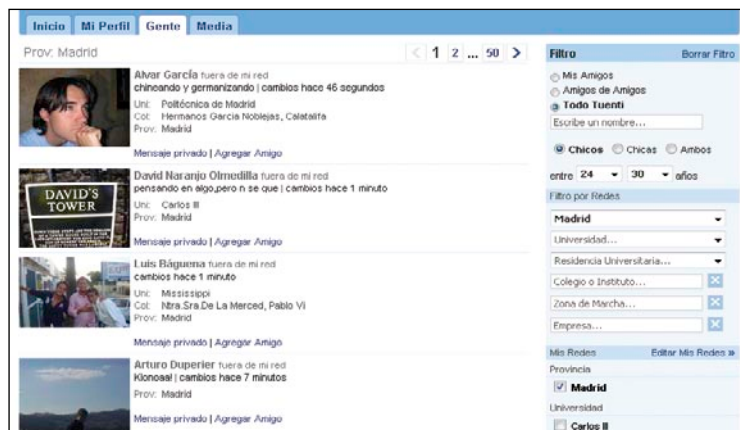 Inicio Mi Perfil Gente Media
Prov: Madrid
< 1 2 ... 50 >
Alvar García fuera de mi red
chineando y germanizando | cambios hace 46 segundos
Uni: Politécnica de Madrid
Col: Hermanos García Noblejas, Calatalifa
Prov: Madrid
Mensaje privado | Agregar Amigo
DAVID'S
TOWER
David Naranjo Olmedilla fuera de mi red
pensando en algo,pero n se que | cambios hace 1 minuto
Uni: Carlos III
Prov: Madrid
Mensaje privado | Agregar Amigo
Luis Báguena fuera de mi red
cambios hace 1 minuto
Uni: Mississippi
Col: Ntra.Sra.De La Merced, Pablo VI
Prov: Madrid
Mensaje privado | Agregar Amigo
Arturo Duperier fuera de mi red
Klonoaa! | cambios hace 7 minutos
Prov: Madrid
Mensaje privado | Agregar Amigo
Filtro Borrar Filtro
Mis Amigos
Amigos de Amigos
Todo Tuenti
Escribe un nombre...
Chicos Chicas Ambos
entre 24 30 años
Filtro por Redes
Madrid
Universidad...
Residencia Universitaria...
Colegio o Instituto...
Zona de Marcha...
Empresa...
Mis Redes Editar Mis Redes »
Provincia
Madrid
Universidad
Carlos III